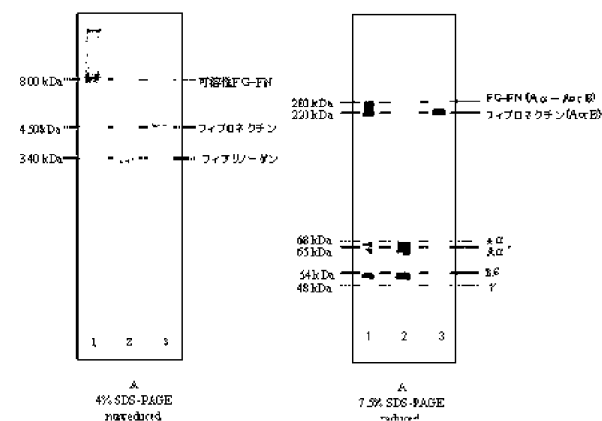 800 kDa
可溶性FG-FN
450kDa
フィブロネクチン
340 kDa
フィブリノーゲン
1 2 3
A
4% SDS-PAGE
280 kDa
FG-FN (Aα - A or B)
220 kDa
フィブロネクチン(A or B)
68 kDa
Aα
65 kDa
Aα'
54 kDa
Bβ
48 kDa
γ
1 2 3
A
7.5% SDS-PAGE
reduced